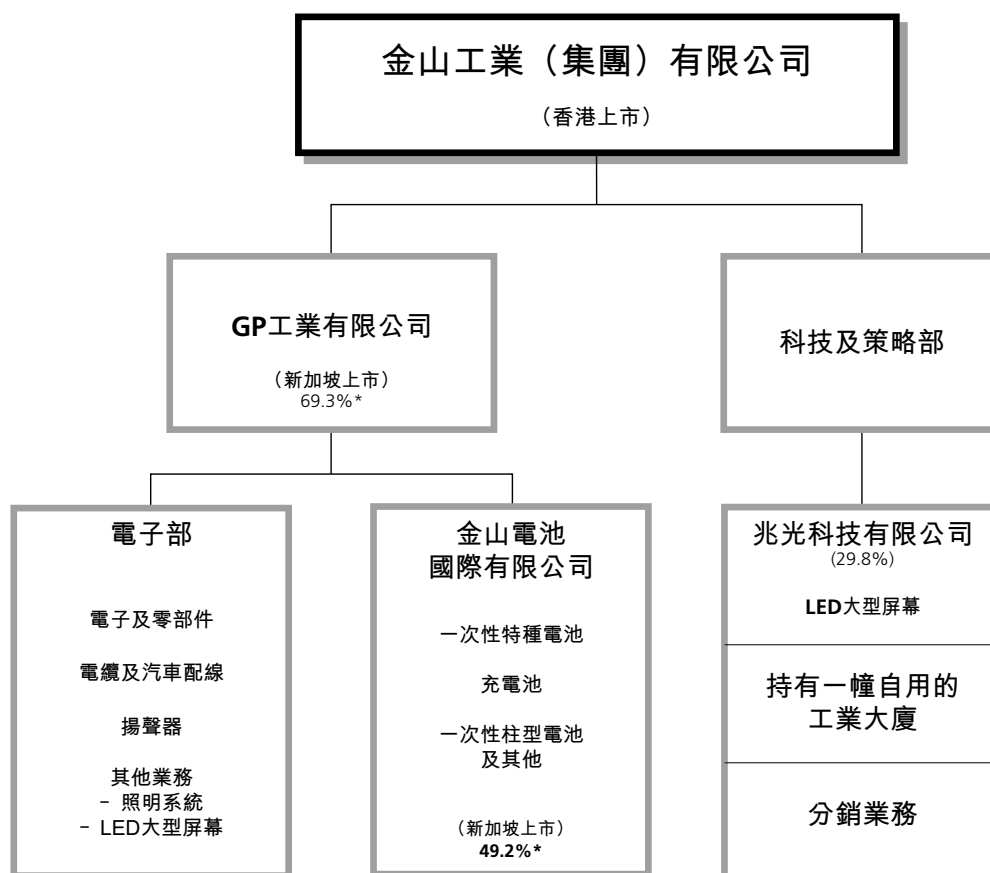 金山工業（集團）有限公司
（香港上市）
GP工業有限公司
（新加坡上市）
69.3%*
科技及策略部
電子部
電子及零部件
電纜及汽車配線
揚聲器
其他業務
– 照明系統
– LED大型屏幕
金山電池
國際有限公司
一次性特種電池
充電池
一次性柱型電池
及其他
（新加坡上市）
49.2%*
兆光科技有限公司
(29.8%)
LED大型屏幕
持有一幢自用的
工業大廈
分銷業務